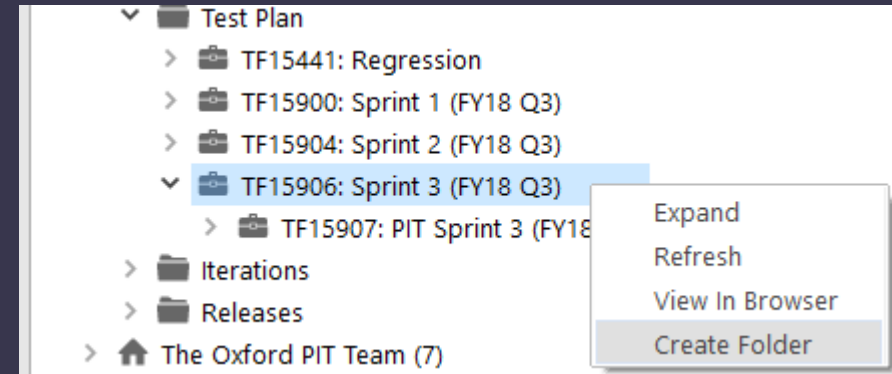 Test Plan
TF15441: Regression
TF15900: Sprint 1 (FY18 Q3)
TF15904: Sprint 2 (FY18 Q3)
TF15906: Sprint 3 (FY18 Q3)
TF15907: PIT Sprint 3 (FY18
Iterations
Releases
The Oxford PIT Team (7)
Expand
Refresh
View In Browser
Create Folder